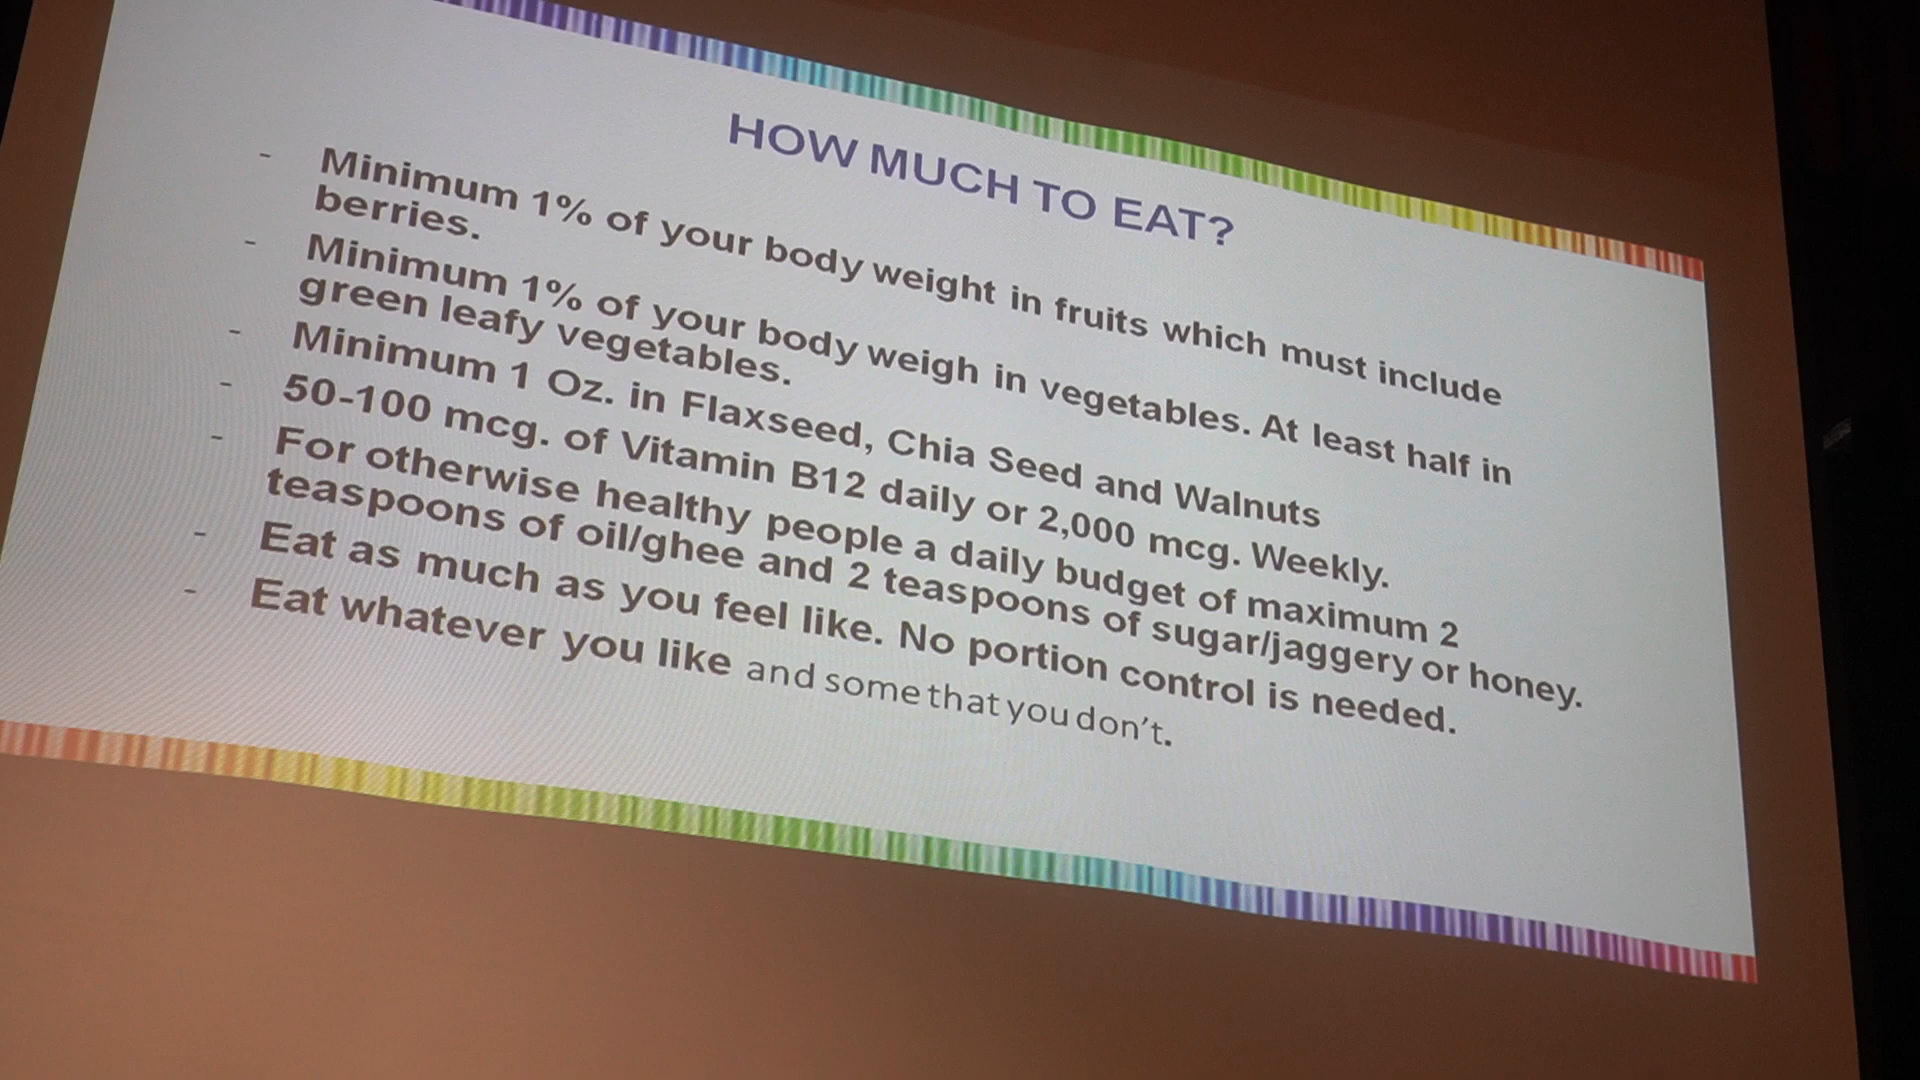 HOW MUCH TO EAT?
- Minimum 1% of your body weight in fruits which must include
berries.
- Minimum 1% of your body weigh in vegetables. At least half in
green leafy vegetables.
- Minimum 1 Oz. in Flaxseed, Chia Seed and Walnuts
- 50-100 mcg. of Vitamin B12 daily or 2,000 mcg. Weekly.
- For otherwise healthy people a daily budget of maximum 2
teaspoons of oil/ghee and 2 teaspoons of sugar/jaggery or honey.
- Eat as much as you feel like. No portion control is needed.
- Eat whatever you like and some that you don't.